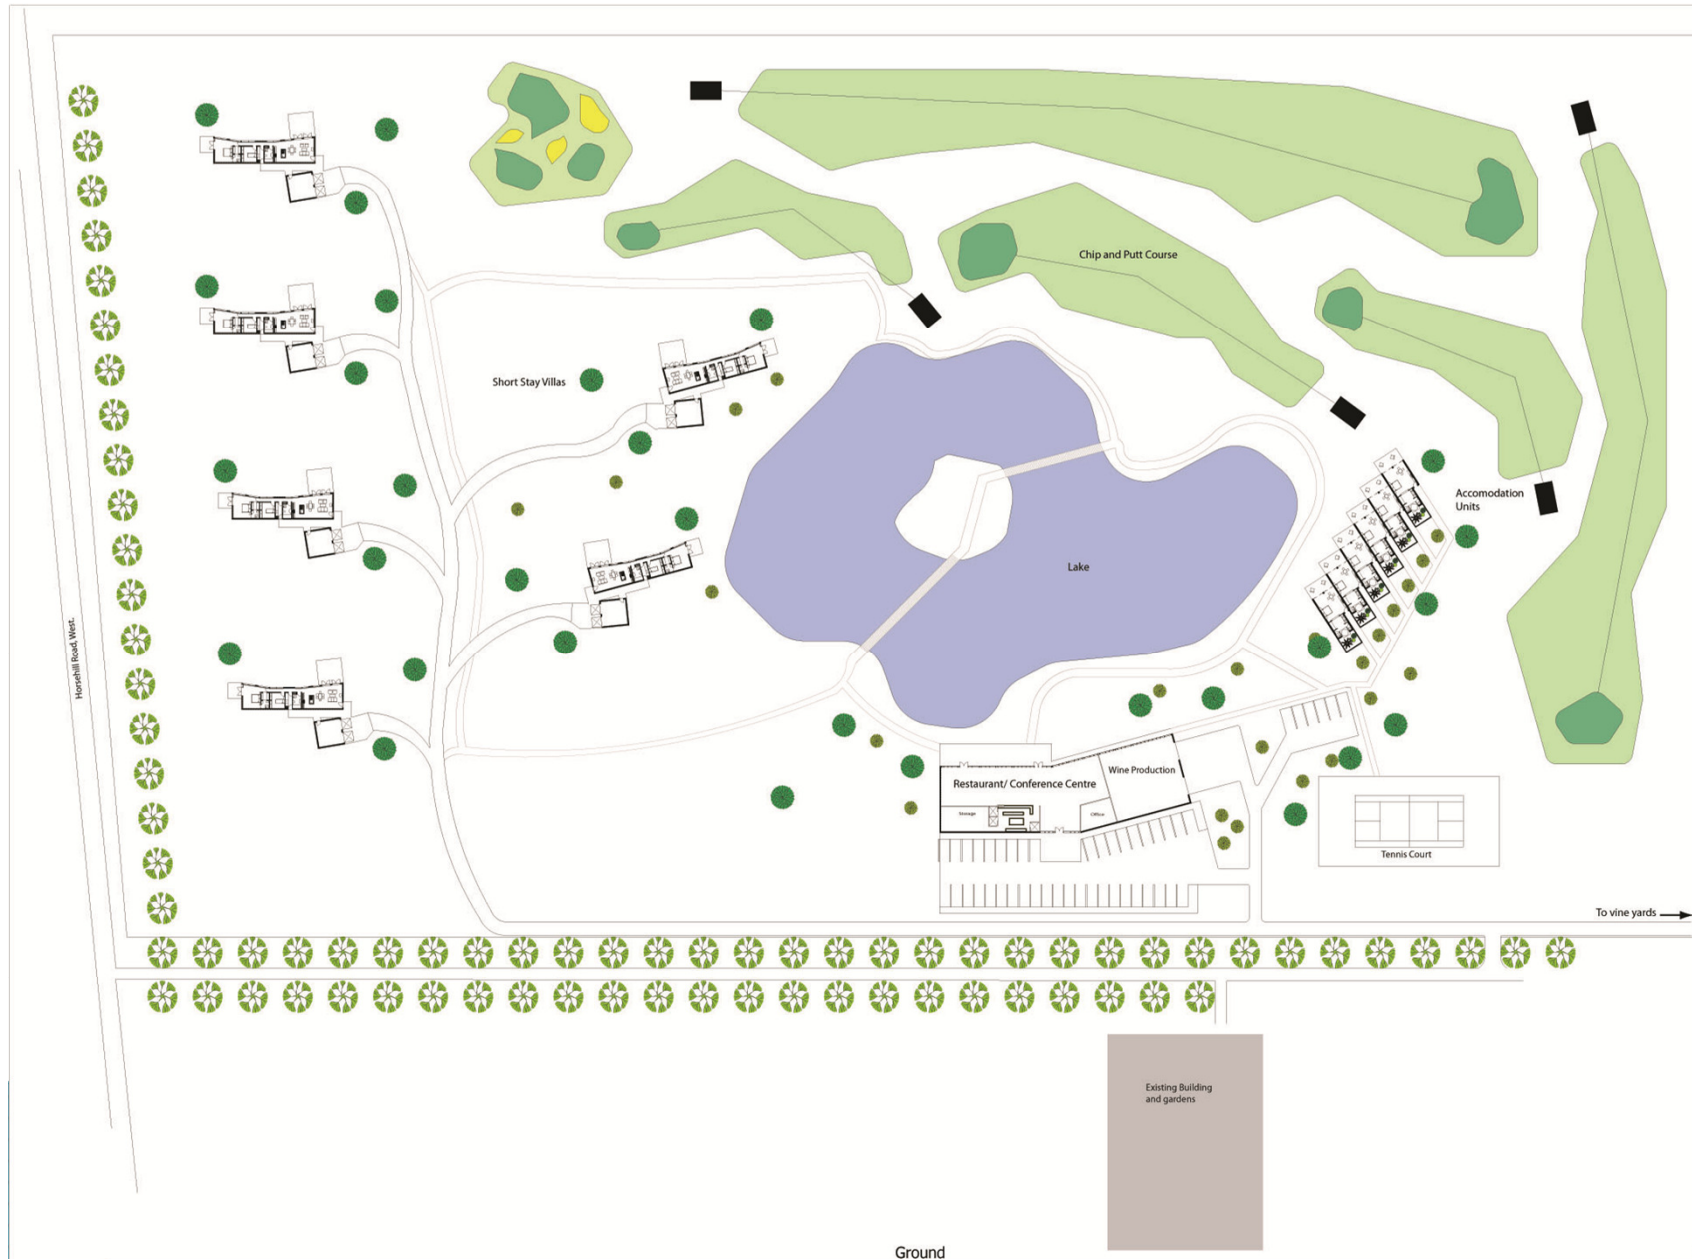 Chip and Putt Course
Short Stay Villas
Accomodation
Units
Lake
Horsehill Road, West.
Restaurant/ Conference Centre
Wine Production
Storage
Office
Tennis Court
To vine yards
Existing Building
and gardens
Ground